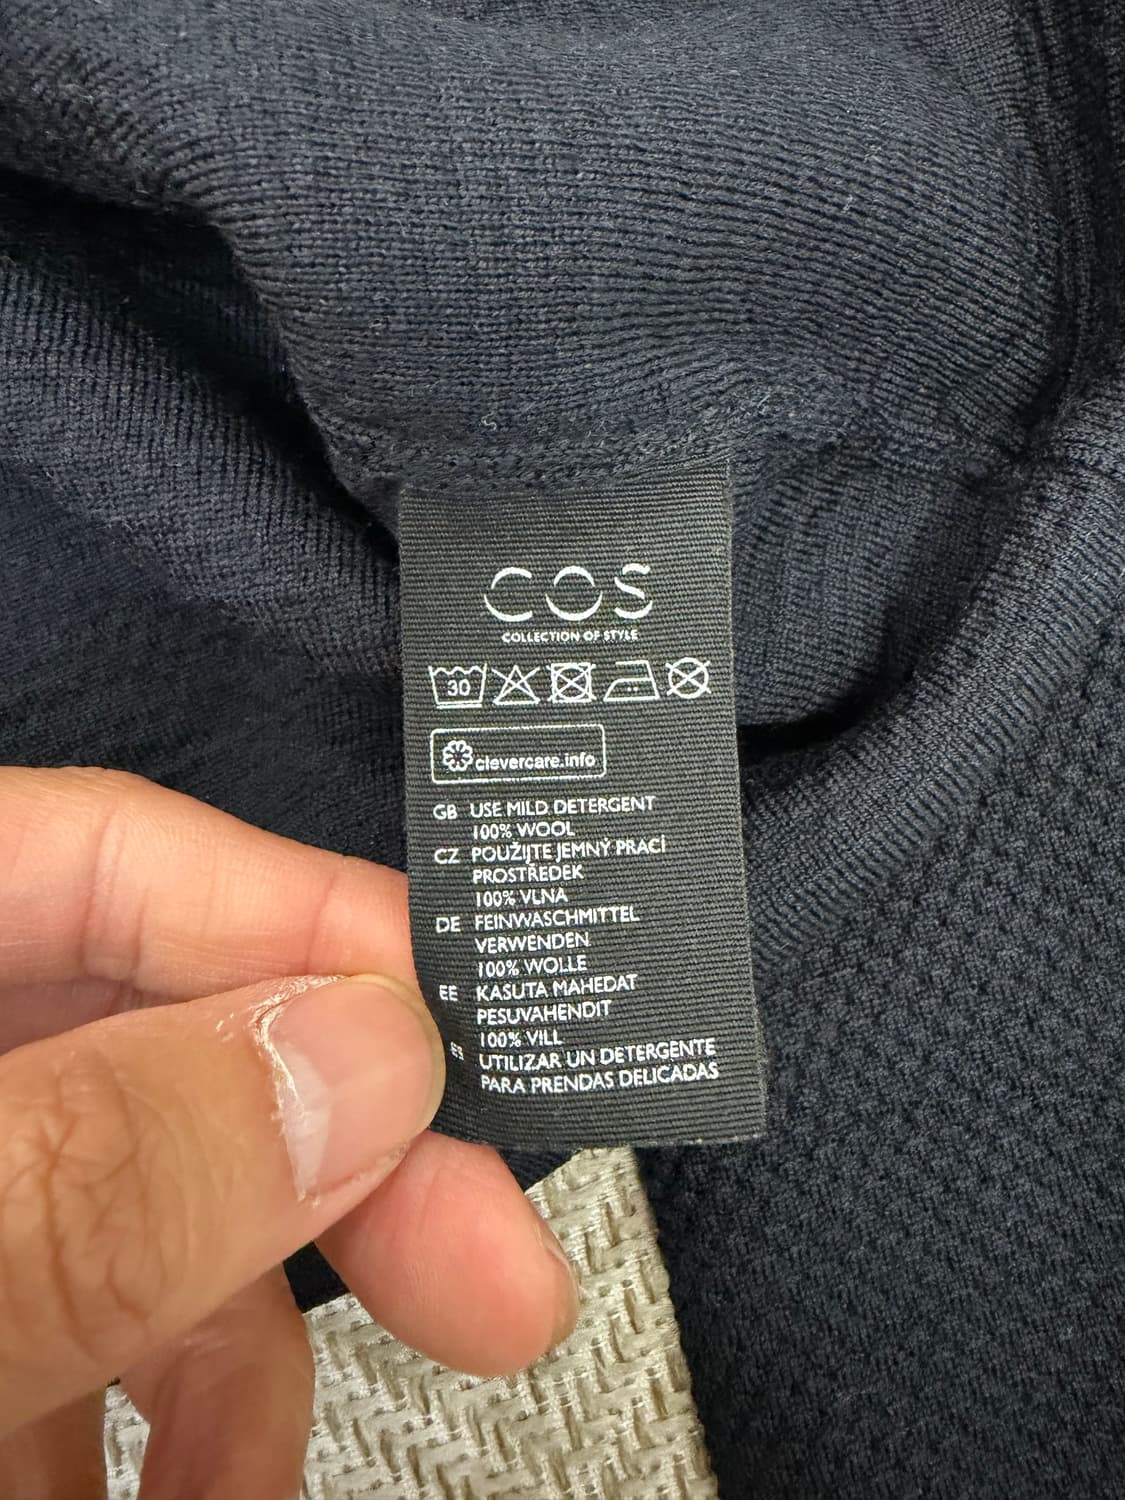 COS
COLLECTION OF STYLE
30
clevercare.info
GB USE MILD DETERGENT
100% WOOL
CZ POUŽIJTE JEMNÝ PRACÍ
PROSTŘEDEK
100% VLNA
DE FEINWASCHMITTEL
VERWENDEN
100% WOLLE
EE KASUTA MAHEDAT
PESUVAHENDIT
100% VILL
UTILIZAR UN DETERGENTE
PARA PRENDAS DELICADAS